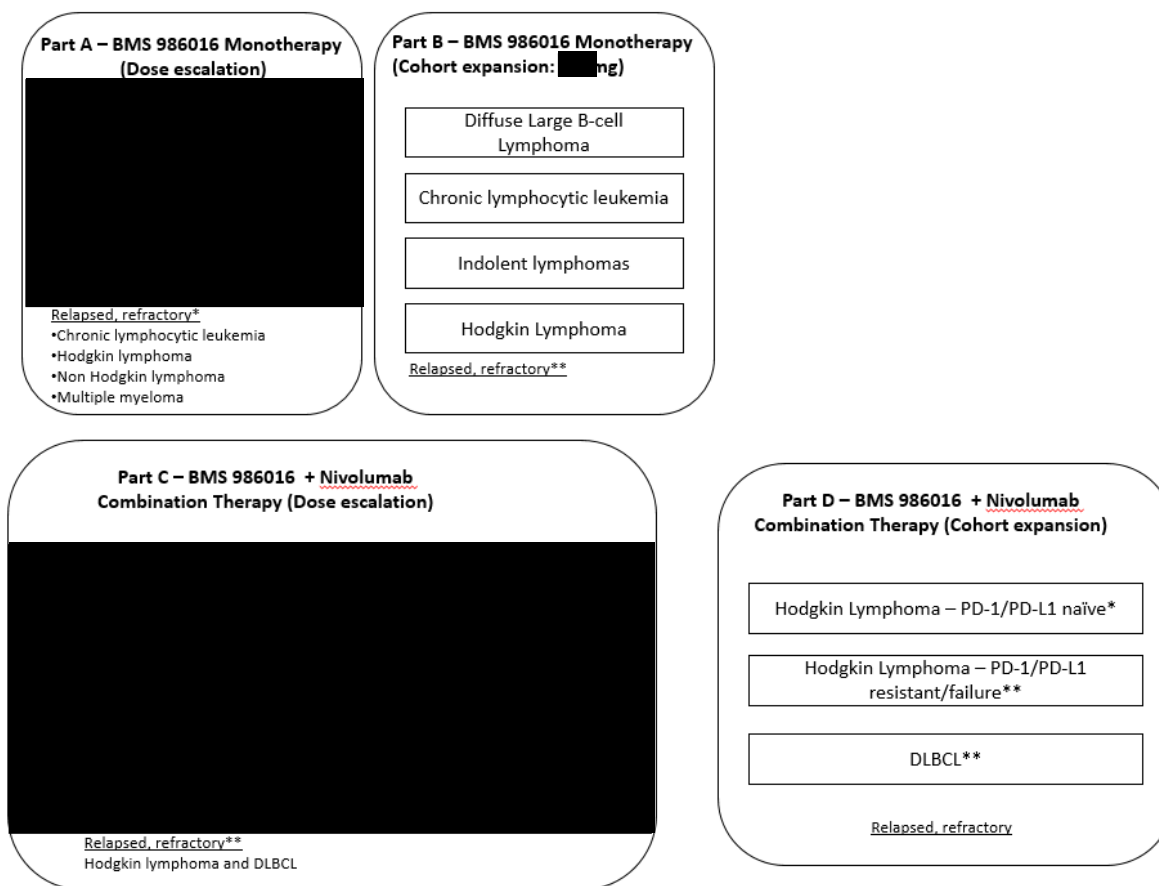 Part A – BMS 986016 Monotherapy
(Dose escalation)
Relapsed, refractory*
•Chronic lymphocytic leukemia
•Hodgkin lymphoma
•Non Hodgkin lymphoma
•Multiple myeloma
Part B – BMS 986016 Monotherapy
(Cohort expansion: mg)
Diffuse Large B-cell
Lymphoma
Chronic lymphocytic leukemia
Indolent lymphomas
Hodgkin Lymphoma
Relapsed, refractory**
Part C – BMS 986016 + Nivolumab
Combination Therapy (Dose escalation)
Relapsed, refractory**
Hodgkin lymphoma and DLBCL
Part D – BMS 986016 + Nivolumab
Combination Therapy (Cohort expansion)
Hodgkin Lymphoma – PD-1/PD-L1 naïve*
Hodgkin Lymphoma – PD-1/PD-L1
resistant/failure**
DLBCL**
Relapsed, refractory